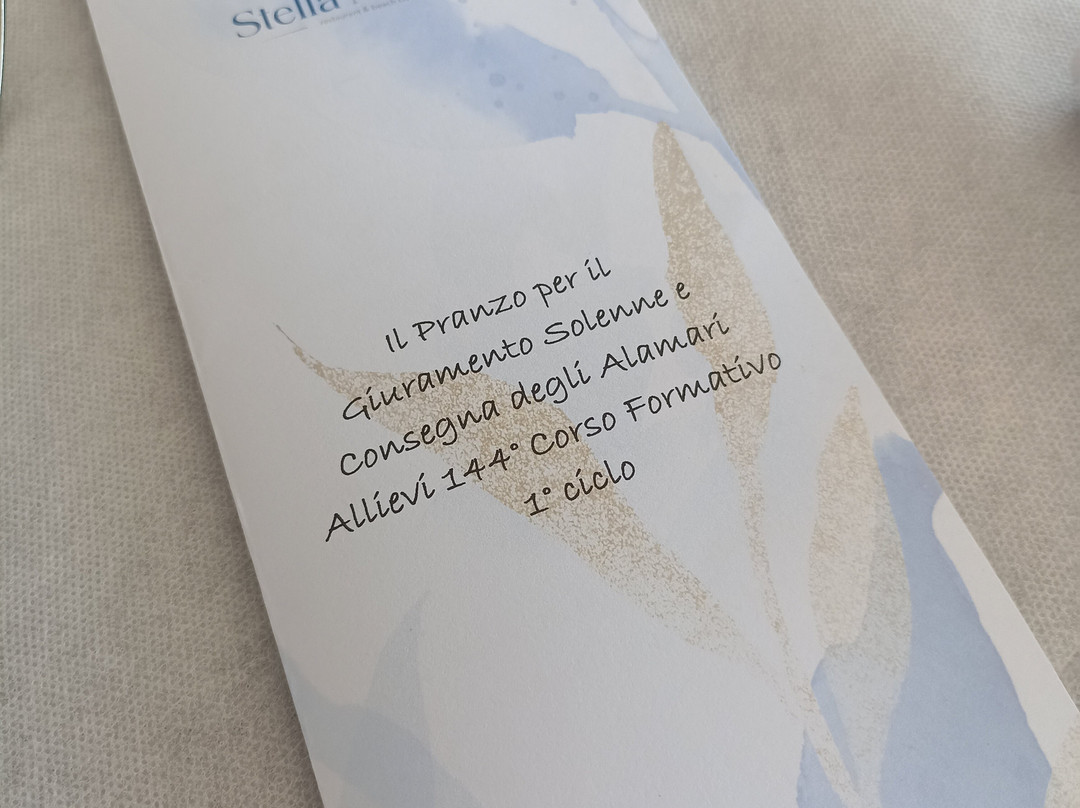 Stella
Il Pranzo per il
Giuramento Solenne e
consegna degli Alamari
Allievi 144° Corso Formativo
1° ciclo